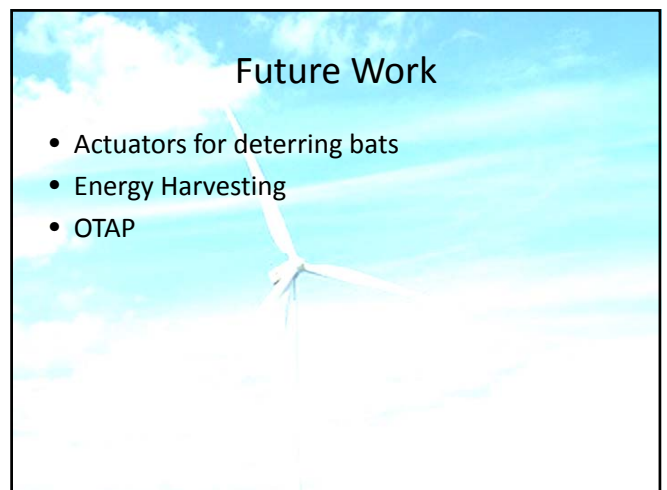 Future Work
• Actuators for deterring bats
• Energy Harvesting
• OTAP